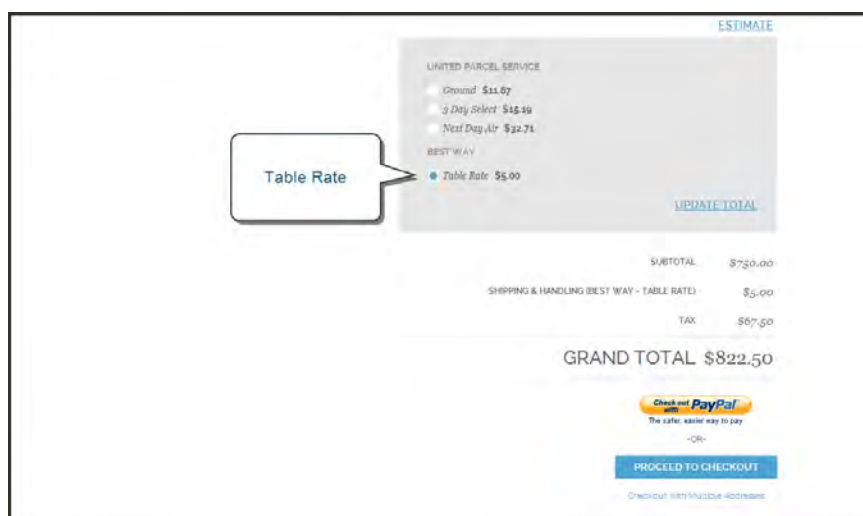 ESTIMATE
UNITED PARCEL SERVICE
Ground $11.67
3 Day Select $15.19
Next Day Air $32.71
BEST WAY
Table Rate
Table Rate $5.00
UPDATE TOTAL
SUBTOTAL $750.00
SHIPPING & HANDLING (BEST WAY - TABLE RATE) $5.00
TAX $67.50
GRAND TOTAL $822.50
Check out with PayPal
The safer, easier way to pay
-OR-
PROCEED TO CHECKOUT
Checkout with Multiple Addresses